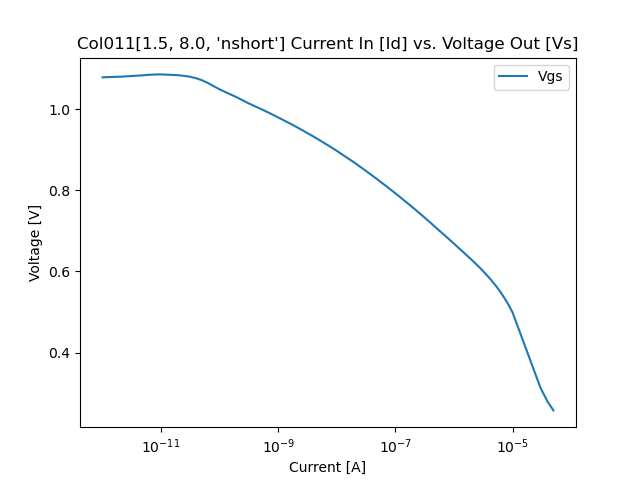 Col011[1.5, 8.0, 'nshort'] Current In [Id] vs. Voltage Out [Vs]
Vgs
1.0
0.8
0.6
0.4
Voltage [V]
10⁻¹¹ 10⁻⁹ 10⁻⁷ 10⁻⁵
Current [A]